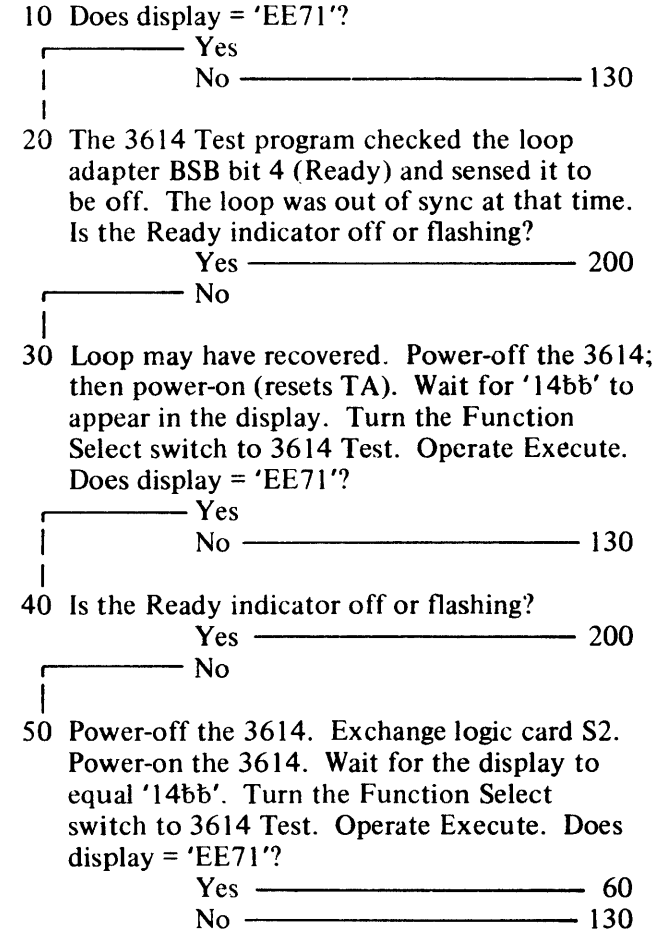 10 Does display = 'EE71'?
Yes
No 130
20 The 3614 Test program checked the loop
adapter BSB bit 4 (Ready) and sensed it to
be off. The loop was out of sync at that time.
Is the Ready indicator off or flashing?
Yes 200
No
30 Loop may have recovered. Power-off the 3614;
then power-on (resets TA). Wait for '14ƀƀ' to
appear in the display. Turn the Function
Select switch to 3614 Test. Operate Execute.
Does display = 'EE71'?
Yes
No 130
40 Is the Ready indicator off or flashing?
Yes 200
No
50 Power-off the 3614. Exchange logic card S2.
Power-on the 3614. Wait for the display to
equal '14ƀƀ'. Turn the Function Select
switch to 3614 Test. Operate Execute. Does
display = 'EE71'?
Yes 60
No 130